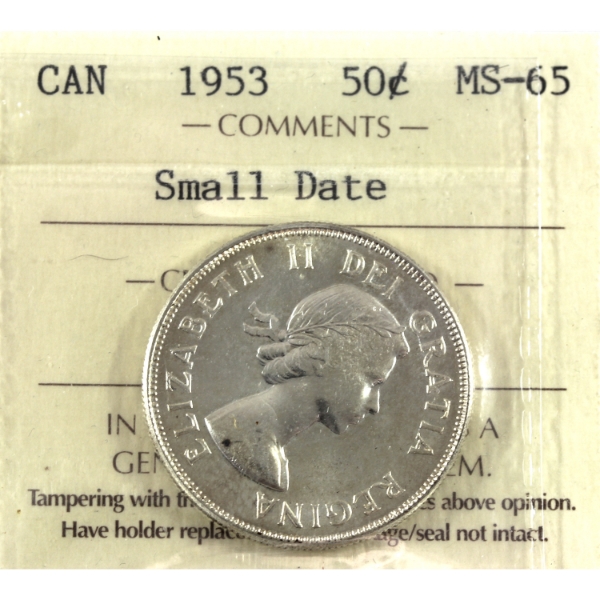 CAN 1953 50¢ MS-65
— COMMENTS —
Small Date
ELIZABETH II DEI GRATIA REGINA
IN A
Tampering with above opinion.
Have holder seal not intact.